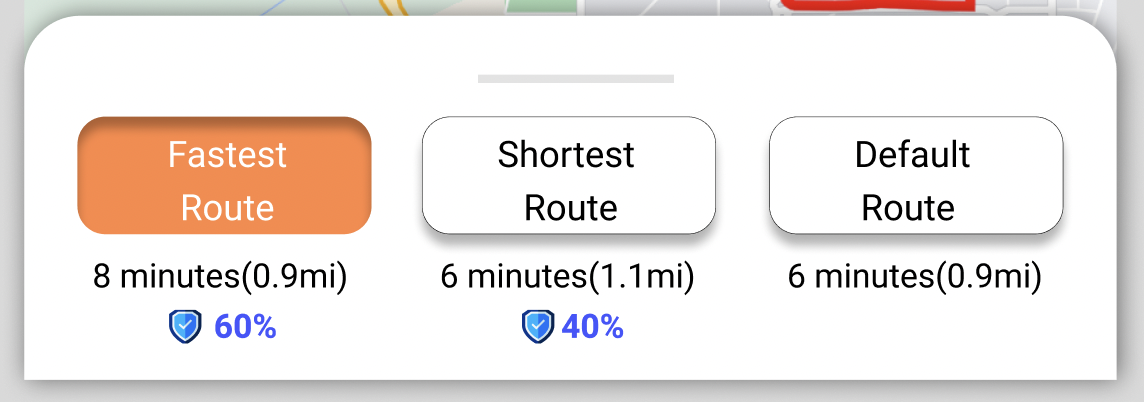 Fastest
Route
Shortest
Route
Default
Route
8 minutes(0.9mi)
6 minutes(1.1mi)
6 minutes(0.9mi)
60%
40%